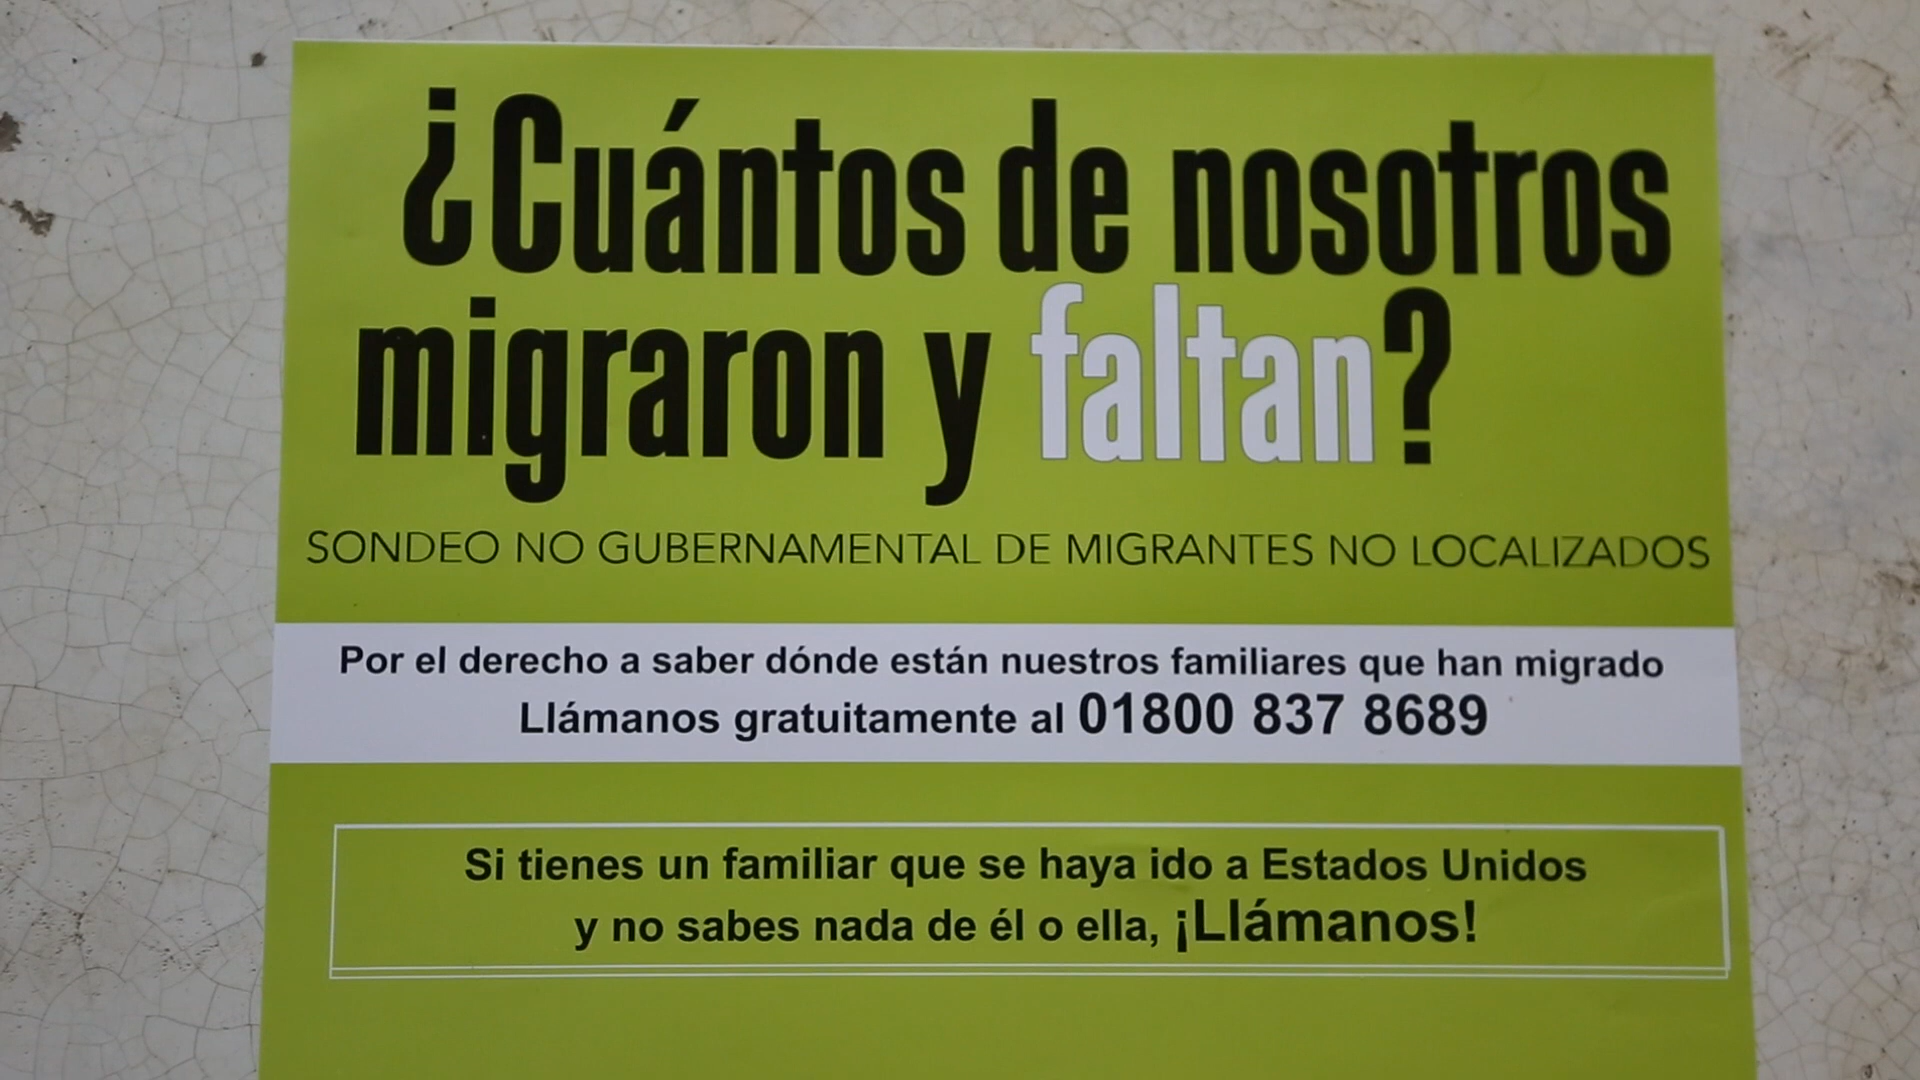 ¿Cuántos de nosotros
migraron y faltan?
SONDEO NO GUBERNAMENTAL DE MIGRANTES NO LOCALIZADOS
Por el derecho a saber dónde están nuestros familiares que han migrado
Llámanos gratuitamente al 01800 837 8689
Si tienes un familiar que se haya ido a Estados Unidos
y no sabes nada de él o ella, ¡Llámanos!